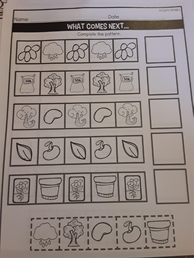 Name
Date
WHAT COMES NEXT...
Complete the pattern.